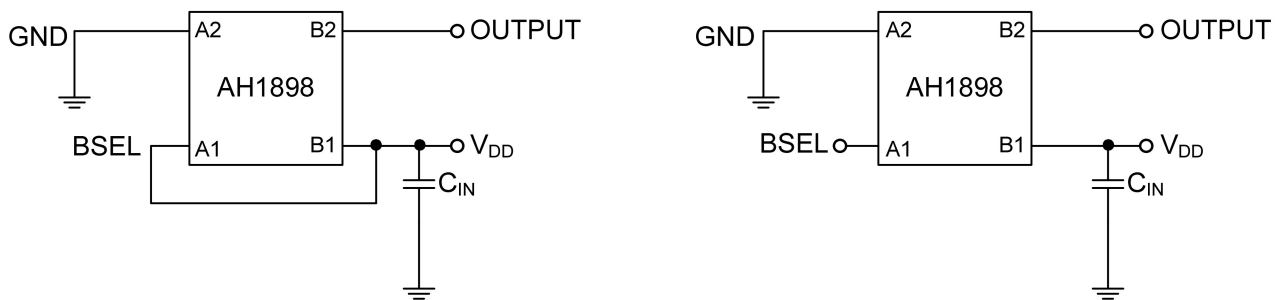 GND
A2
B2
OUTPUT
AH1898
BSEL
A1
B1
VDD
CIN
GND
A2
B2
OUTPUT
AH1898
BSEL
A1
B1
VDD
CIN